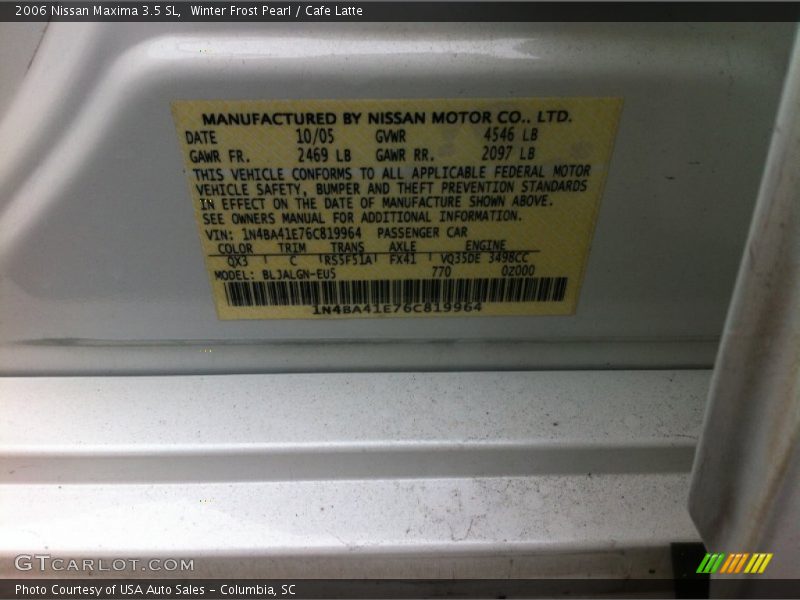 2006 Nissan Maxima 3.5 SL,  Winter Frost Pearl / Cafe Latte
MANUFACTURED BY NISSAN MOTOR CO., LTD.
DATE 10/05 GVWR 4546 LB
GAWR FR. 2469 LB GAWR RR. 2097 LB
THIS VEHICLE CONFORMS TO ALL APPLICABLE FEDERAL MOTOR
VEHICLE SAFETY, BUMPER AND THEFT PREVENTION STANDARDS
IN EFFECT ON THE DATE OF MANUFACTURE SHOWN ABOVE.
SEE OWNERS MANUAL FOR ADDITIONAL INFORMATION.
VIN: 1N4BA41E76C819964 PASSENGER CAR
COLOR TRIM TRANS AXLE ENGINE
QX3 C RS5F51A FX41 VQ35DE 3498CC
MODEL: BLJALGN-EUS 770 0Z000
1N4BA41E76C819964
GTCARLOT.COM
Photo Courtesy of USA Auto Sales - Columbia, SC